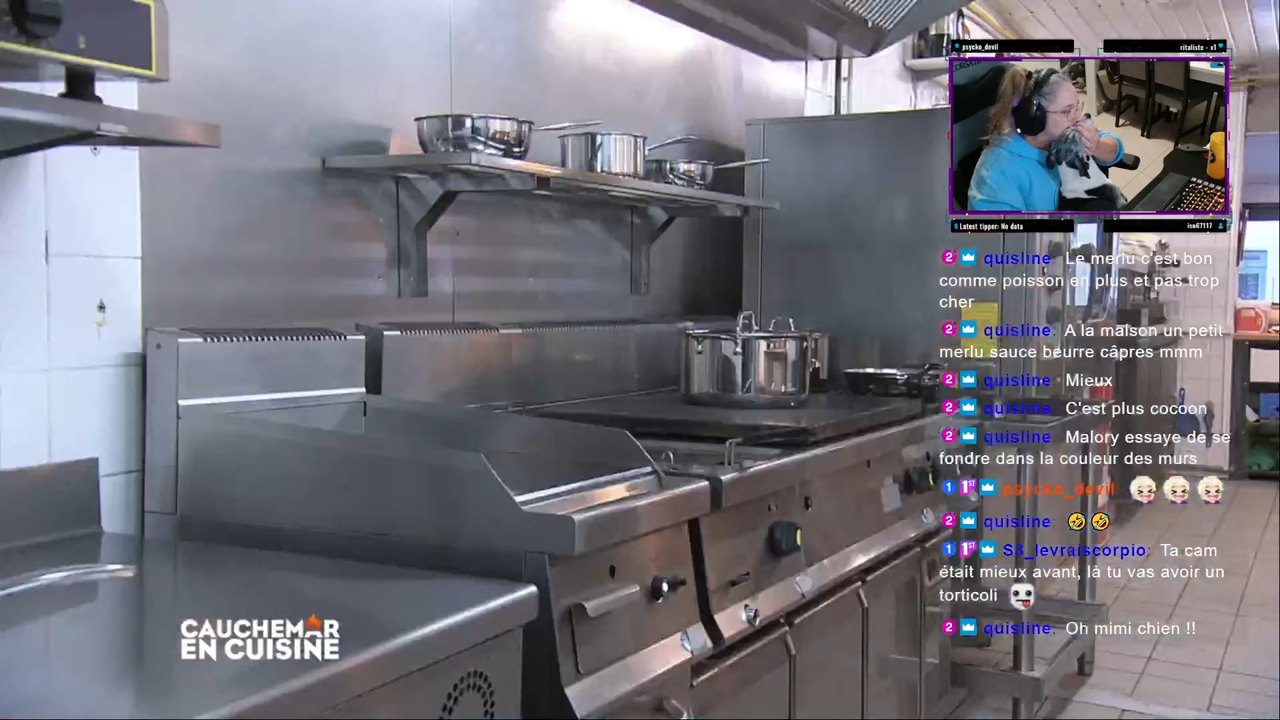 psycko_devil
ritaliste - x1
Latest tipper: No data
isofi7117
quisline: Le merlu c'est bon
comme poisson en plus et pas trop
cher
quisline: A la maison un petit
merlu sauce beurre câpres mmm
quisline: Mieux
quisline: C'est plus cocoon
quisline: Malory essaye de se
fondre dans la couleur des murs
psycko_devil:
quisline: 🤣🤣
S3_levraiscorpio: Ta cam
était mieux avant, là tu vas avoir un
torticoli
quisline: Oh mimi chien !!
CAUCHEMAR
EN CUISINE